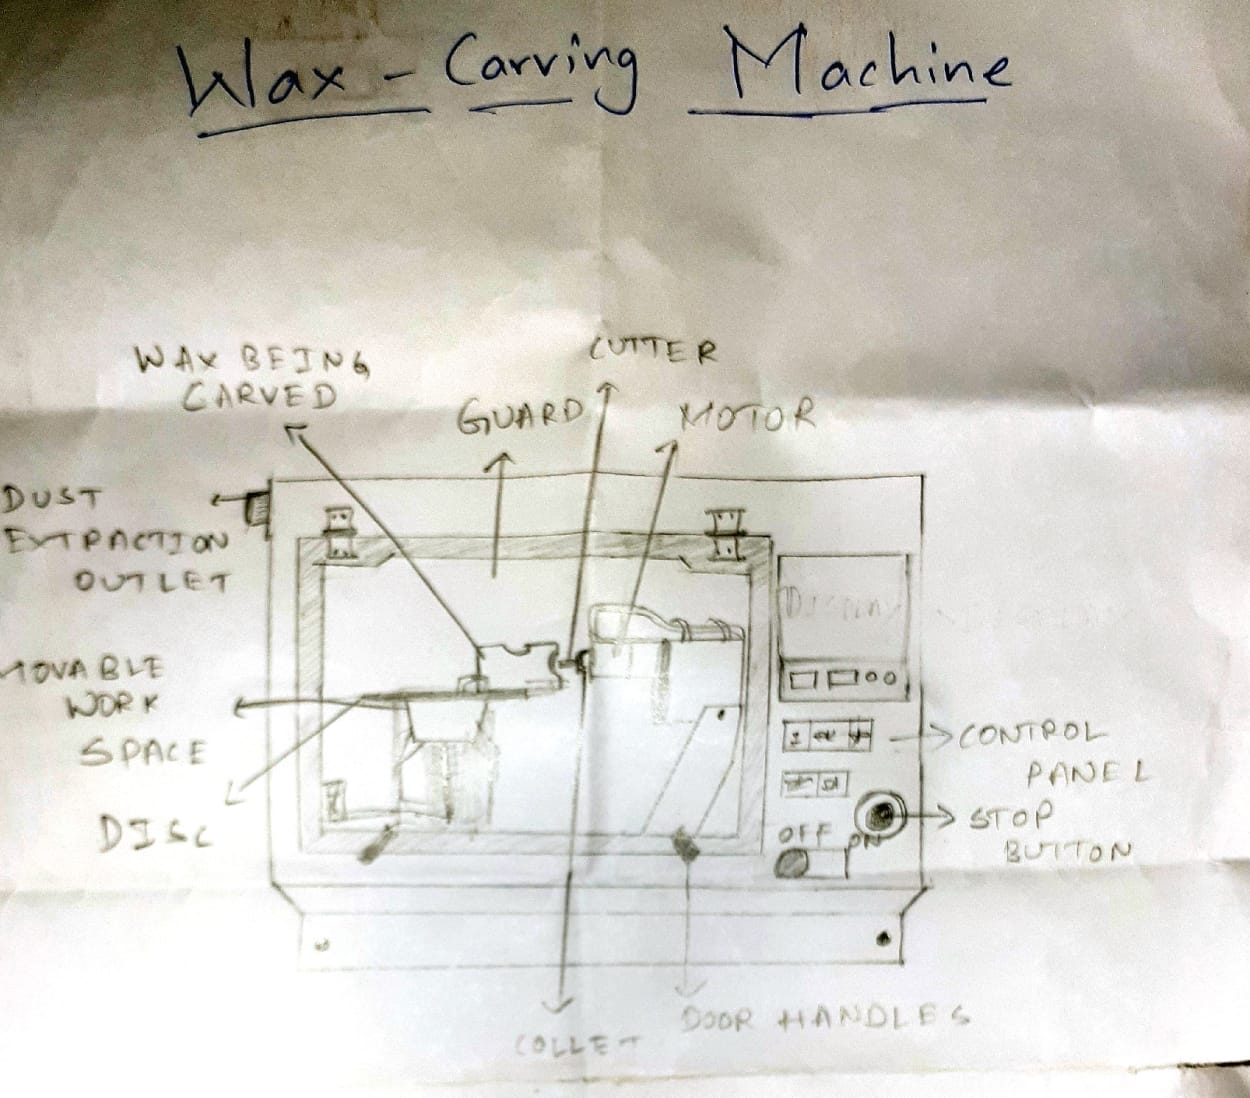 Wax - Carving Machine
WAX BEING
CARVED
CUTTER
GUARD
MOTOR
DUST
EXTRACTION
OUTLET
MOVABLE
WORK
SPACE
DISC
CONTROL
PANEL
STOP
BUTTON
OFF
ON
DOOR HANDLES
COLLET